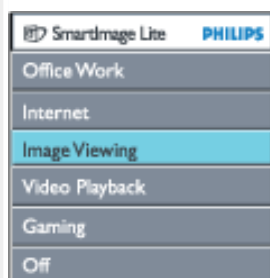 SmartImage Lite PHILIPS
Office Work
Internet
Image Viewing
Video Playback
Gaming
Off